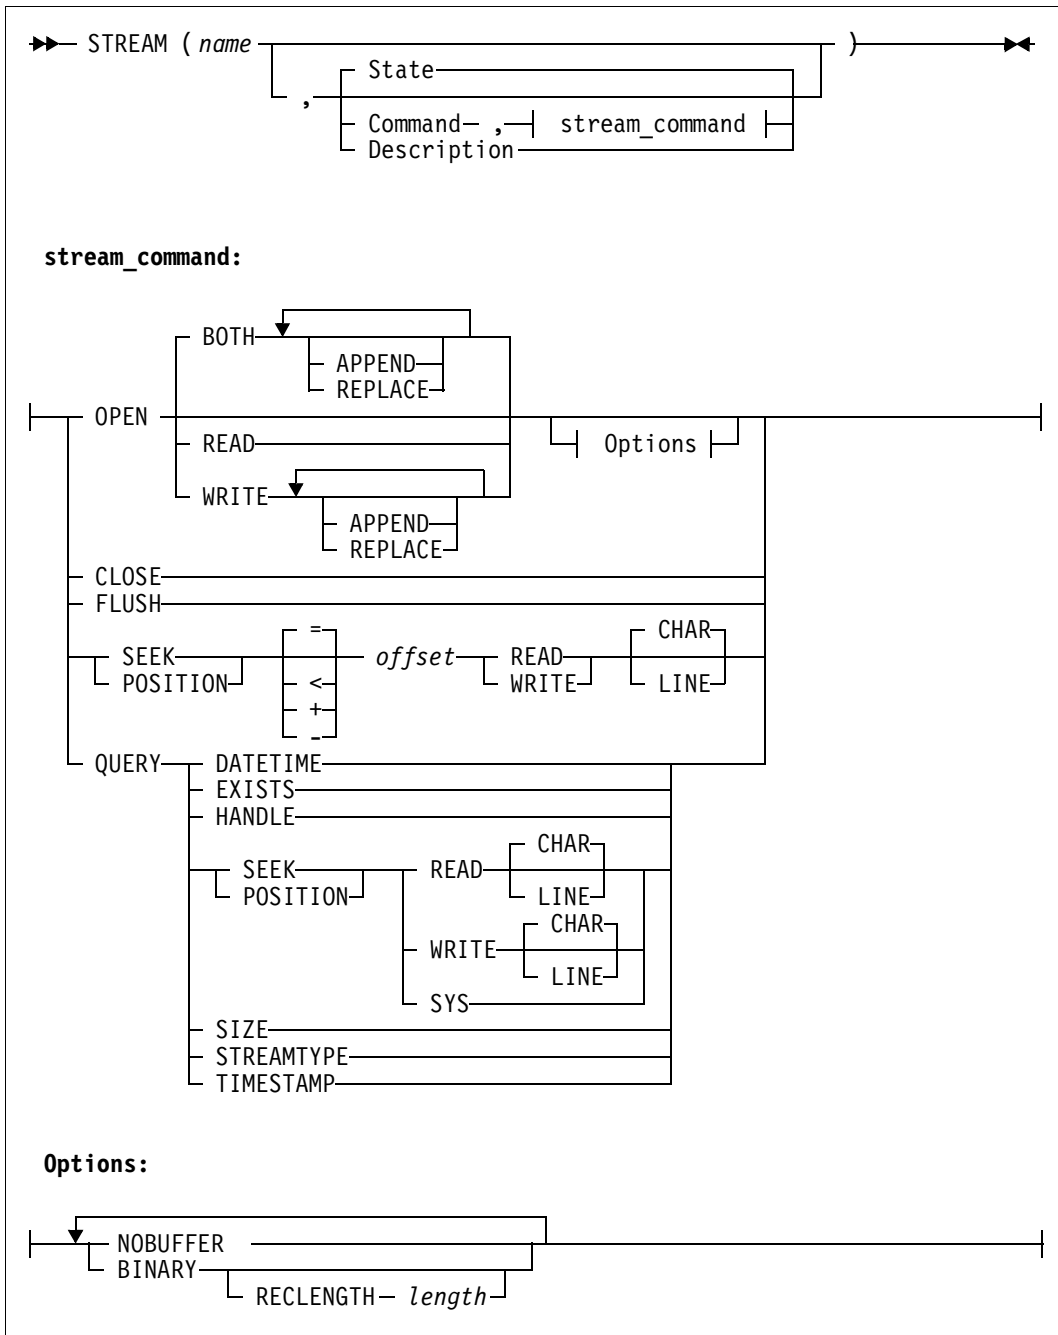 STREAM ( name )
State
,
Command , stream_command
Description
stream_command:
BOTH
APPEND
REPLACE
OPEN
READ Options
WRITE
APPEND
REPLACE
CLOSE
FLUSH
= CHAR
SEEK offset READ
POSITION < WRITE LINE
+
-
QUERY DATETIME
EXISTS
HANDLE
CHAR
SEEK READ
POSITION LINE
CHAR
WRITE
LINE
SYS
SIZE
STREAMTYPE
TIMESTAMP
Options:
NOBUFFER
BINARY
RECLENGTH length